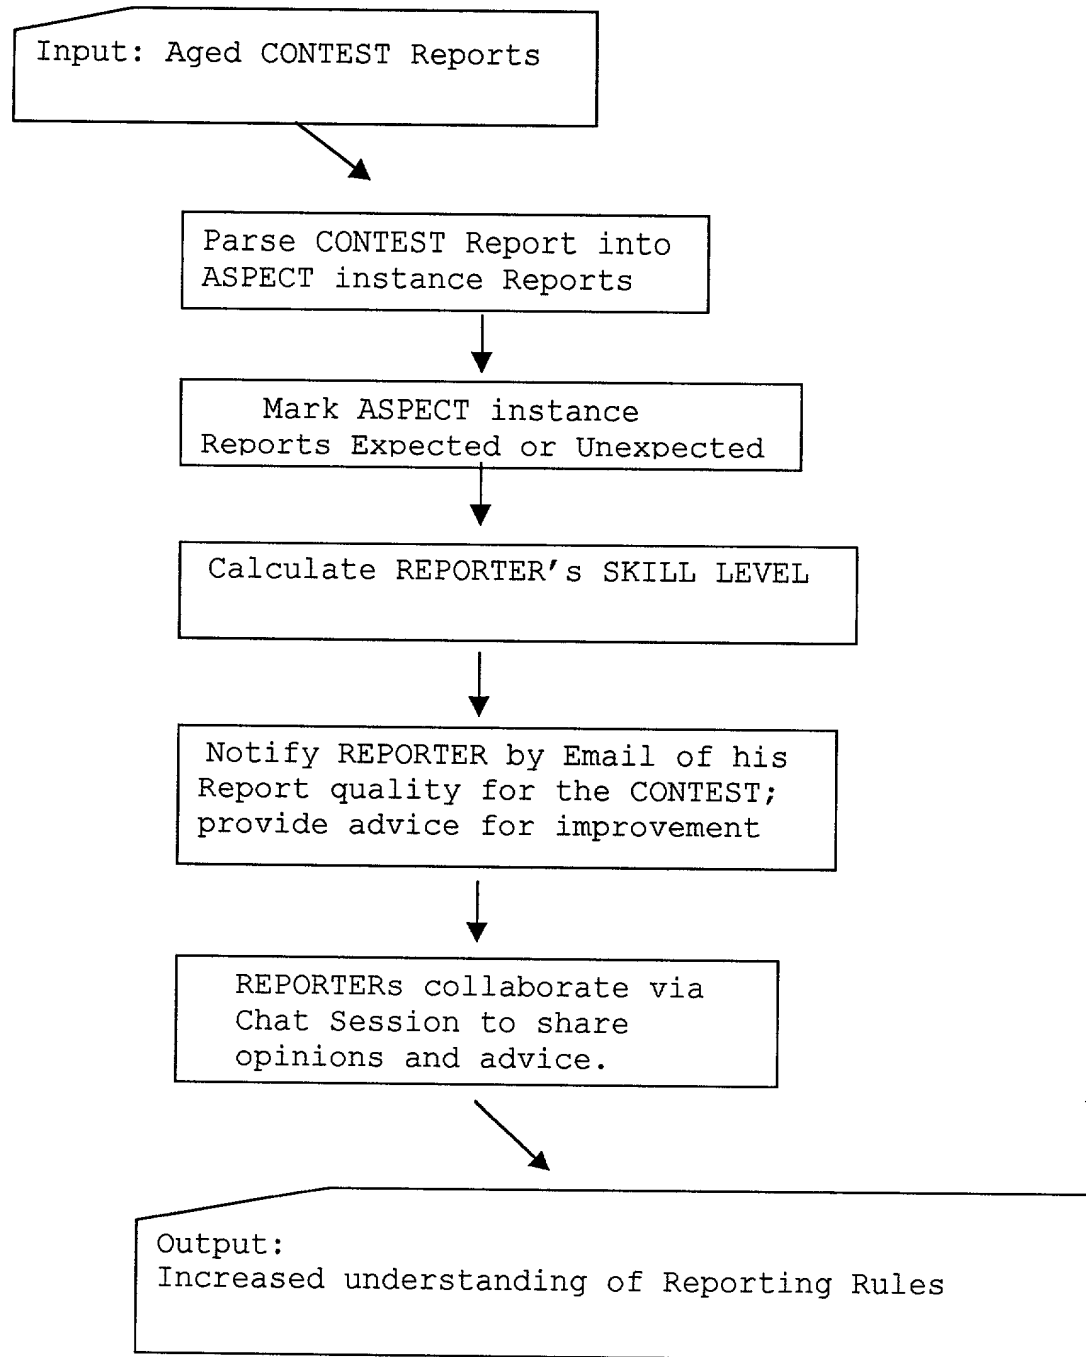 Input: Aged CONTEST Reports
Parse CONTEST Report into
ASPECT instance Reports
Mark ASPECT instance
Reports Expected or Unexpected
Calculate REPORTER's SKILL LEVEL
Notify REPORTER by Email of his
Report quality for the CONTEST;
provide advice for improvement
REPORTERs collaborate via
Chat Session to share
opinions and advice.
Output:
Increased understanding of Reporting Rules